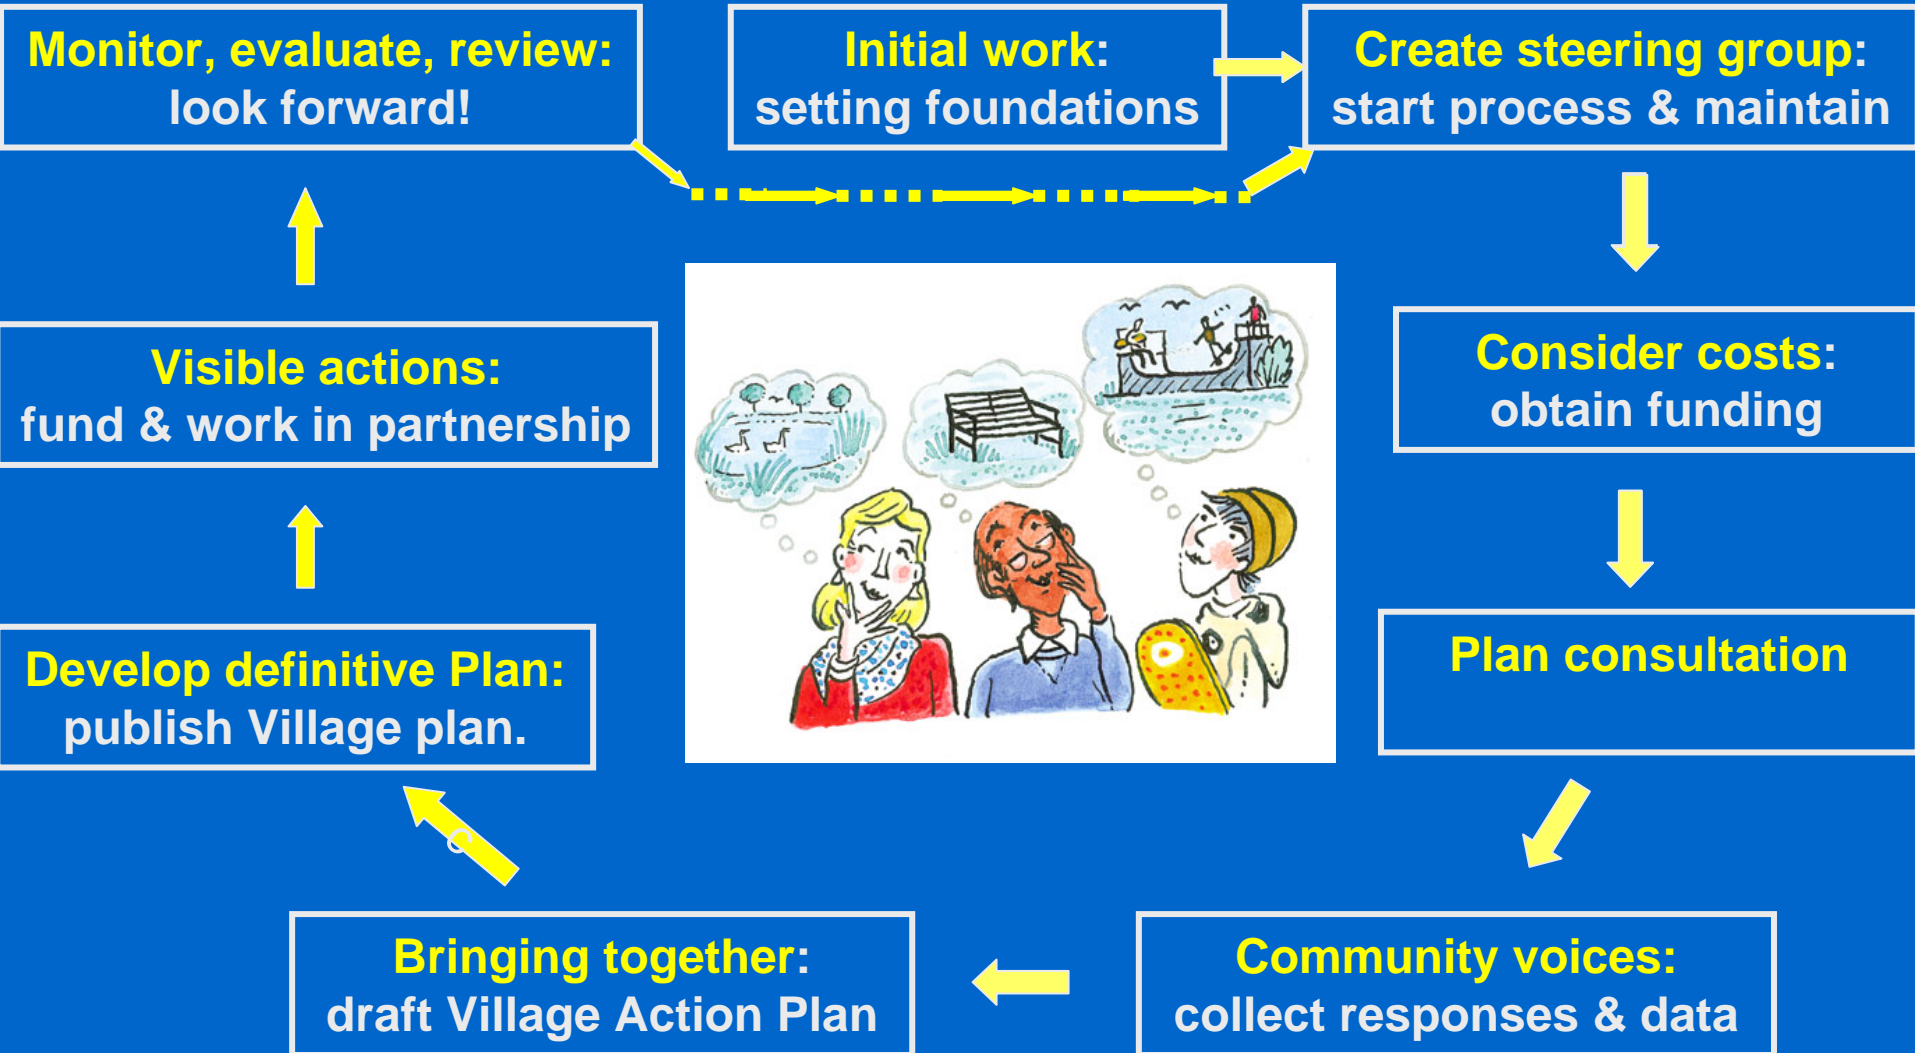 Monitor, evaluate, review:
look forward!
Initial work:
setting foundations
Create steering group:
start process & maintain
Visible actions:
fund & work in partnership
Consider costs:
obtain funding
Develop definitive Plan:
publish Village plan.
Plan consultation
Bringing together:
draft Village Action Plan
Community voices:
collect responses & data